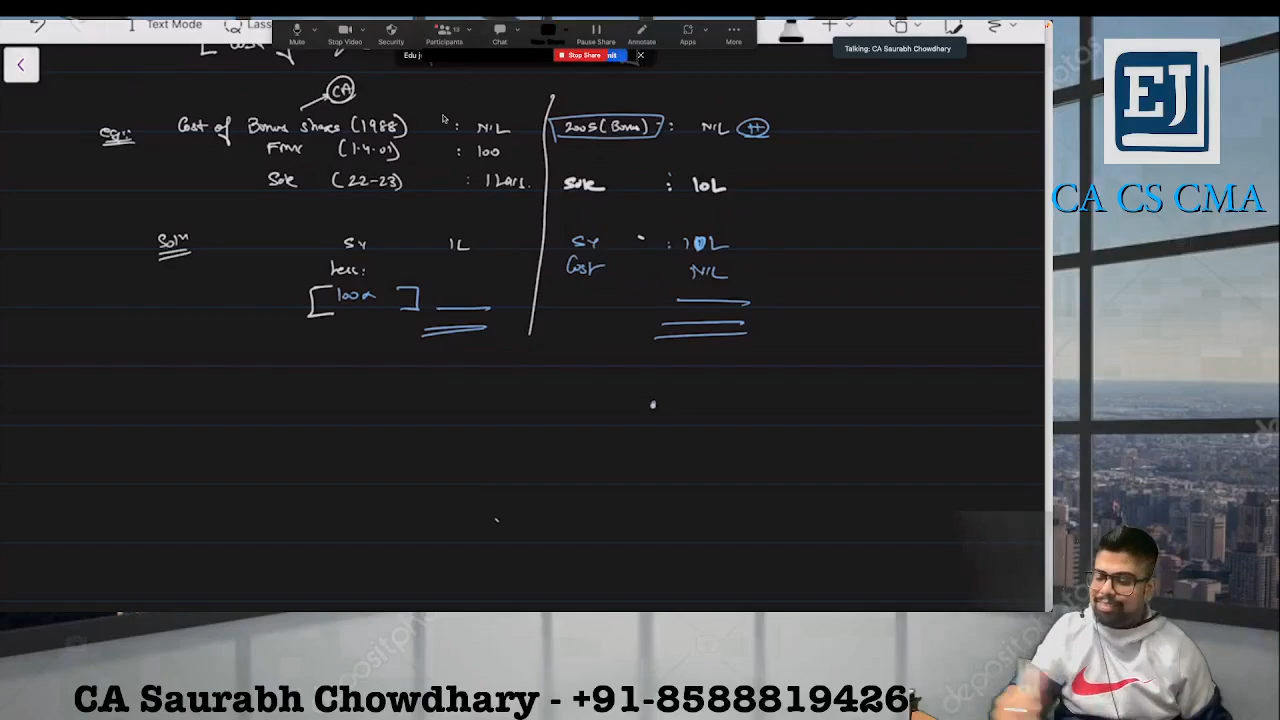 Text Mode
Mute
Stop Video
Security
Participants
12
Chat
Pause Share
Annotate
Apps
More
Talking: CA Saurabh Chowdhary
Edu j
Stop Share
EJ
CA CS CMA
CA
eg:-
Cost of Bonus shares (1988) : NIL
FMV (1.4.01) : 100
Sale (22-23) : 1 Lacs.
2005 (Bonus) : NIL
Sale : 10L
Soln
SV 1L
Less:
SV : 10L
Cost NIL
CA Saurabh Chowdhary - +91-8588819426